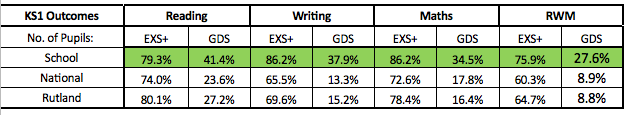 KS1 Outcomes Reading Writing Maths RWM
No. of Pupils: EXS+ GDS EXS+ GDS EXS+ GDS EXS+ GDS
School 79.3% 41.4% 86.2% 37.9% 86.2% 34.5% 75.9% 27.6%
National 74.0% 23.6% 65.5% 13.3% 72.6% 17.8% 60.3% 8.9%
Rutland 80.1% 27.2% 69.6% 15.2% 78.4% 16.4% 64.7% 8.8%